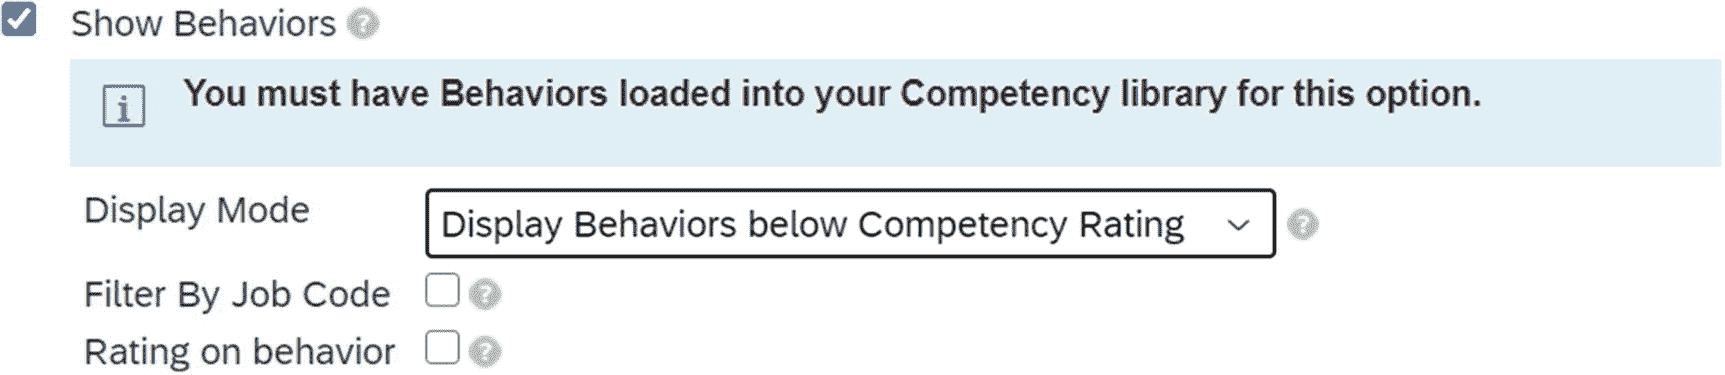 Show Behaviors ?
i You must have Behaviors loaded into your Competency library for this option.
Display Mode Display Behaviors below Competency Rating ?
Filter By Job Code ?
Rating on behavior ?